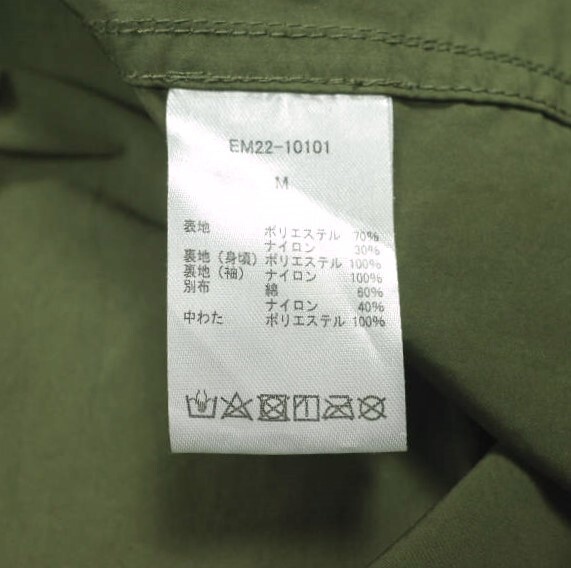 EM22-10101
M
表地 ポリエステル 70%
ナイロン 30%
裏地（身頃）ポリエステル 100%
裏地（袖）ナイロン 100%
別布 綿 60%
ナイロン 40%
中わた ポリエステル 100%